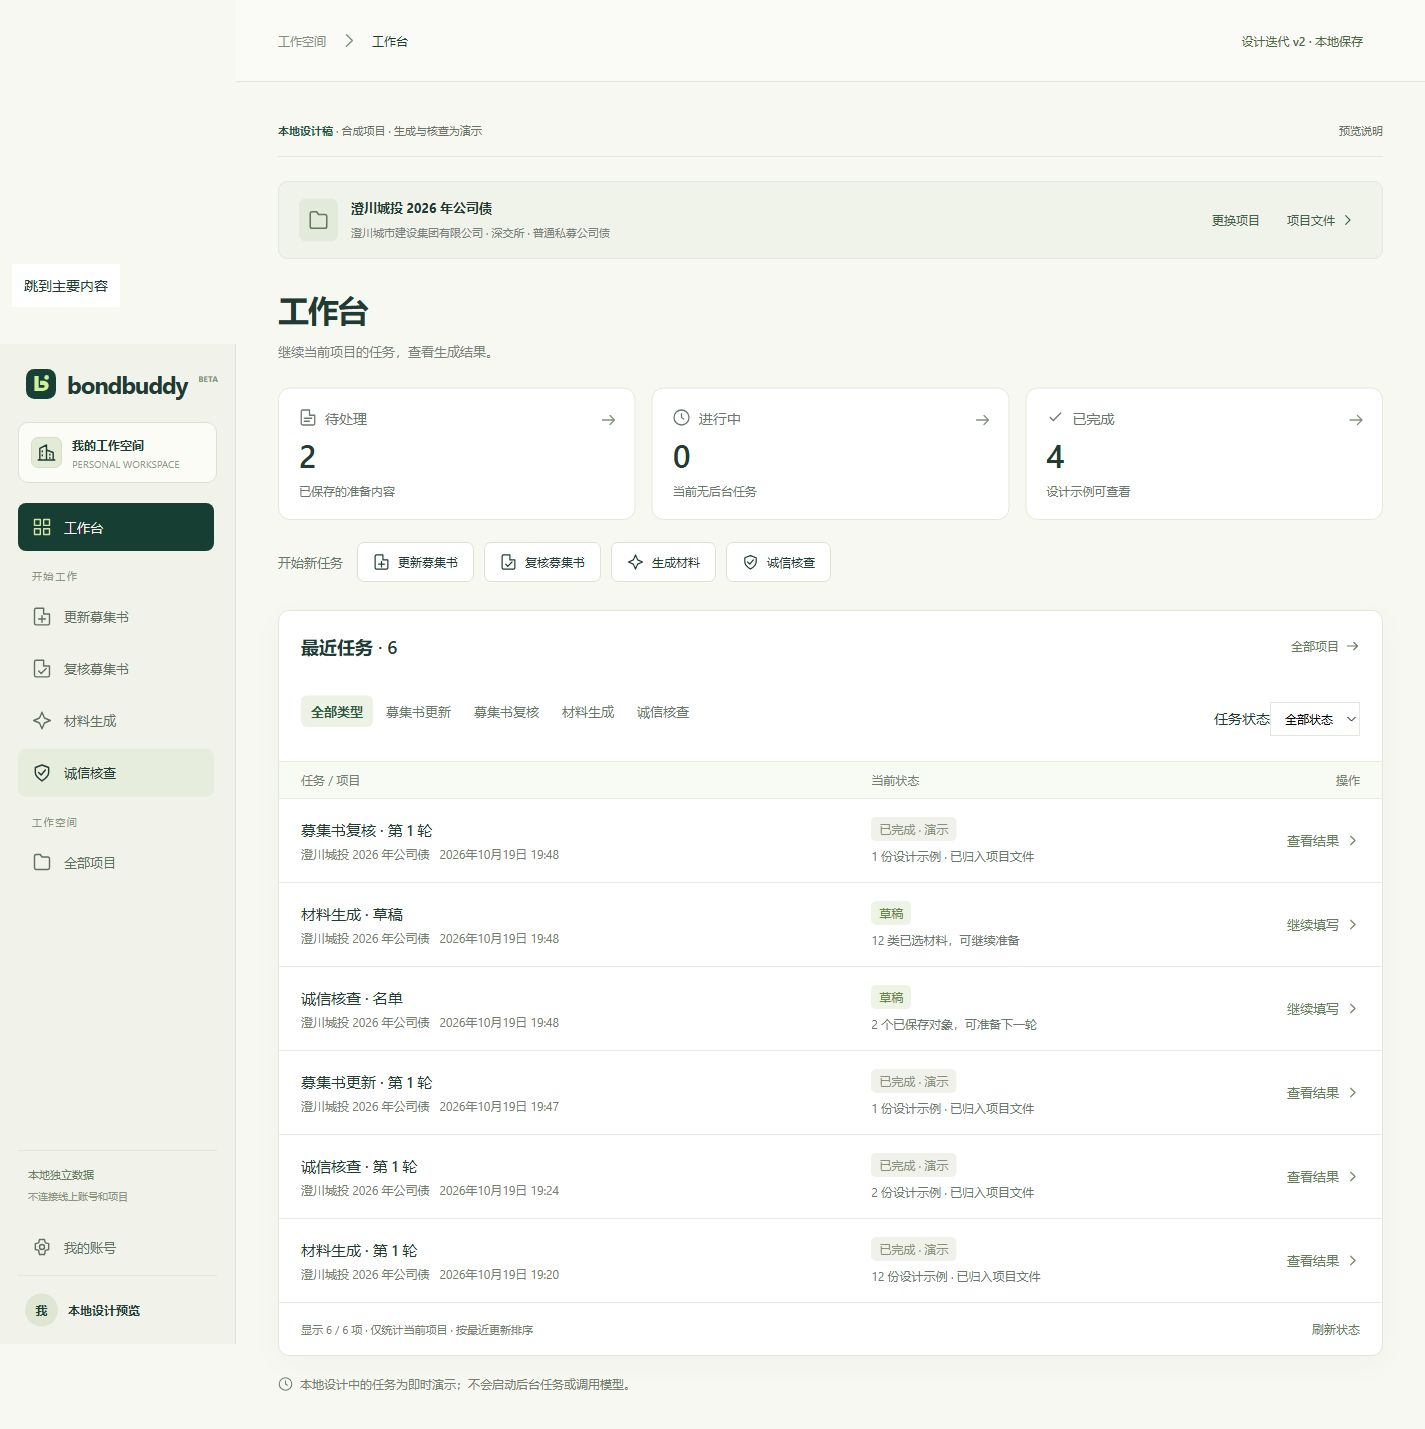 工作空间 > 工作台
设计迭代 v2 · 本地保存
本地设计稿 · 合成项目 · 生成与核查为演示
预览说明
澄川城投 2026 年公司债
澄川城市建设集团有限公司 · 深交所 · 普通私募公司债
更换项目
项目文件
跳到主要内容
bondbuddy BETA
我的工作空间
PERSONAL WORKSPACE
工作台
开始工作
更新募集书
复核募集书
材料生成
诚信核查
工作空间
全部项目
本地独立数据
不连接线上账号和项目
我的账号
我 本地设计预览
工作台
继续当前项目的任务，查看生成结果。
待处理
2
已保存的准备内容
进行中
0
当前无后台任务
已完成
4
设计示例可查看
开始新任务
更新募集书
复核募集书
生成材料
诚信核查
最近任务 · 6
全部项目
全部类型 募集书更新 募集书复核 材料生成 诚信核查
任务状态 全部状态
任务 / 项目 当前状态 操作
募集书复核 · 第 1 轮
澄川城投 2026 年公司债 2026年10月19日 19:48
已完成 · 演示
1 份设计示例 · 已归入项目文件
查看结果
材料生成 · 草稿
澄川城投 2026 年公司债 2026年10月19日 19:48
草稿
12 类已选材料，可继续准备
继续填写
诚信核查 · 名单
澄川城投 2026 年公司债 2026年10月19日 19:48
草稿
2 个已保存对象，可准备下一轮
继续填写
募集书更新 · 第 1 轮
澄川城投 2026 年公司债 2026年10月19日 19:47
已完成 · 演示
1 份设计示例 · 已归入项目文件
查看结果
诚信核查 · 第 1 轮
澄川城投 2026 年公司债 2026年10月19日 19:24
已完成 · 演示
2 份设计示例 · 已归入项目文件
查看结果
材料生成 · 第 1 轮
澄川城投 2026 年公司债 2026年10月19日 19:20
已完成 · 演示
12 份设计示例 · 已归入项目文件
查看结果
显示 6 / 6 项 · 仅统计当前项目 · 按最近更新排序
刷新状态
本地设计中的任务为即时演示；不会启动后台任务或调用模型。